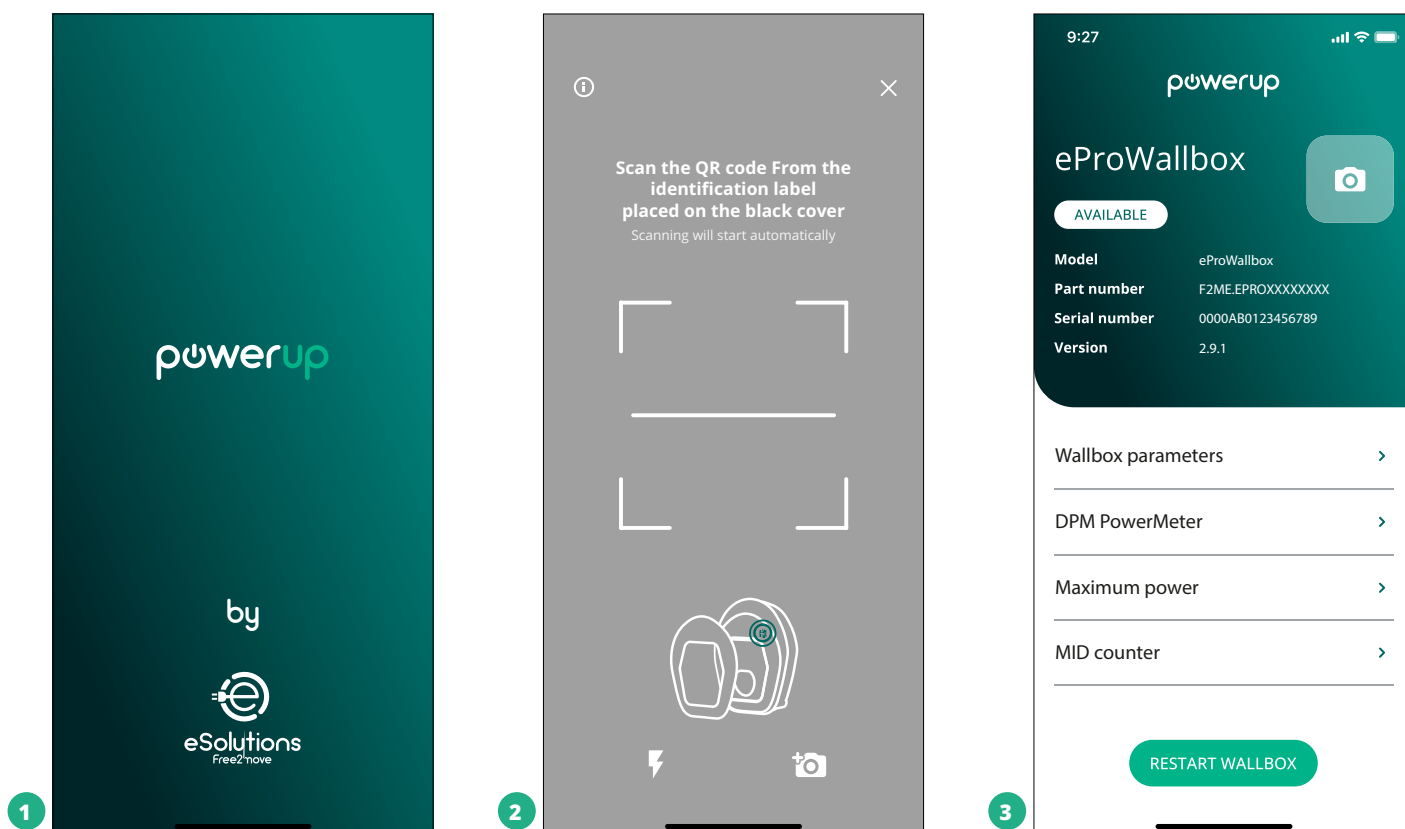 powerup
by
eSolutions
Free2move
1
Scan the QR code From the
identification label
placed on the black cover
Scanning will start automatically
2
9:27
powerup
eProWallbox
AVAILABLE
Model eProWallbox
Part number F2ME.EPROXXXXXXXX
Serial number 0000AB0123456789
Version 2.9.1
Wallbox parameters
DPM PowerMeter
Maximum power
MID counter
RESTART WALLBOX
3